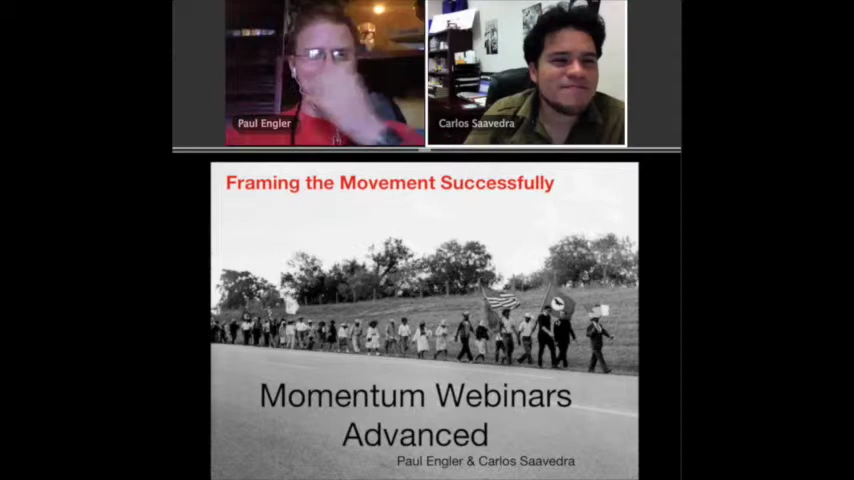 Paul Engler
Carlos Saavedra
Framing the Movement Successfully
Momentum Webinars
Advanced
Paul Engler & Carlos Saavedra